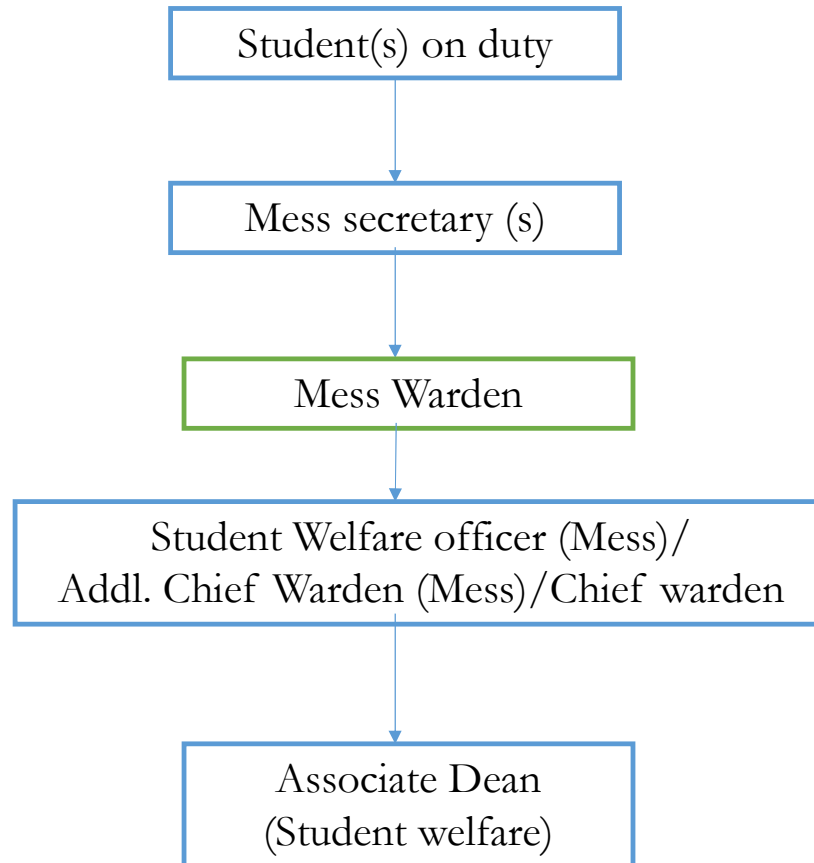 Student(s) on duty
Mess secretary (s)
Mess Warden
Student Welfare officer (Mess)/
Addl. Chief Warden (Mess)/Chief warden
Associate Dean
(Student welfare)